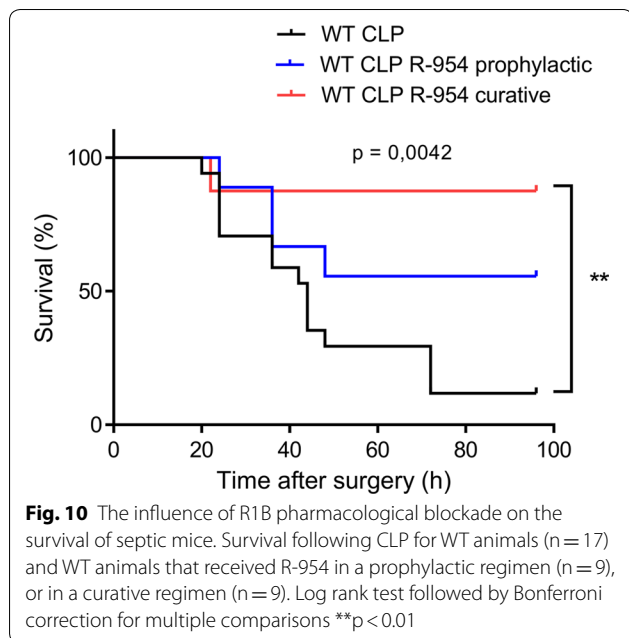 WT CLP
WT CLP R-954 prophylactic
WT CLP R-954 curative
p = 0,0042
100
50
0
Survival (%)
**
0 20 40 60 80 100
Time after surgery (h)
Fig. 10 The influence of R1B pharmacological blockade on the
survival of septic mice. Survival following CLP for WT animals (n = 17)
and WT animals that received R-954 in a prophylactic regimen (n = 9),
or in a curative regimen (n = 9). Log rank test followed by Bonferroni
correction for multiple comparisons **p < 0.01